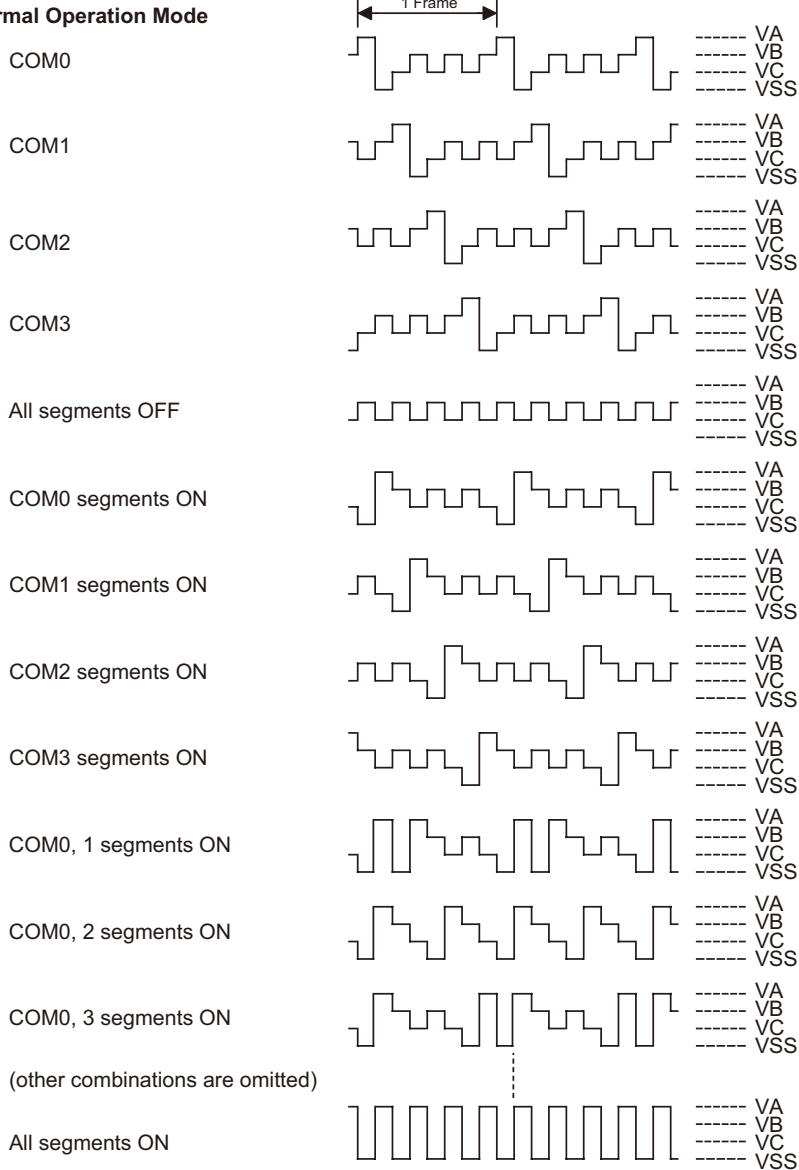 rmal Operation Mode
1 Frame
COM0
VA
VB
VC
VSS
COM1
VA
VB
VC
VSS
COM2
VA
VB
VC
VSS
COM3
VA
VB
VC
VSS
All segments OFF
VA
VB
VC
VSS
COM0 segments ON
VA
VB
VC
VSS
COM1 segments ON
VA
VB
VC
VSS
COM2 segments ON
VA
VB
VC
VSS
COM3 segments ON
VA
VB
VC
VSS
COM0, 1 segments ON
VA
VB
VC
VSS
COM0, 2 segments ON
VA
VB
VC
VSS
COM0, 3 segments ON
VA
VB
VC
VSS
(other combinations are omitted)
All segments ON
VA
VB
VC
VSS